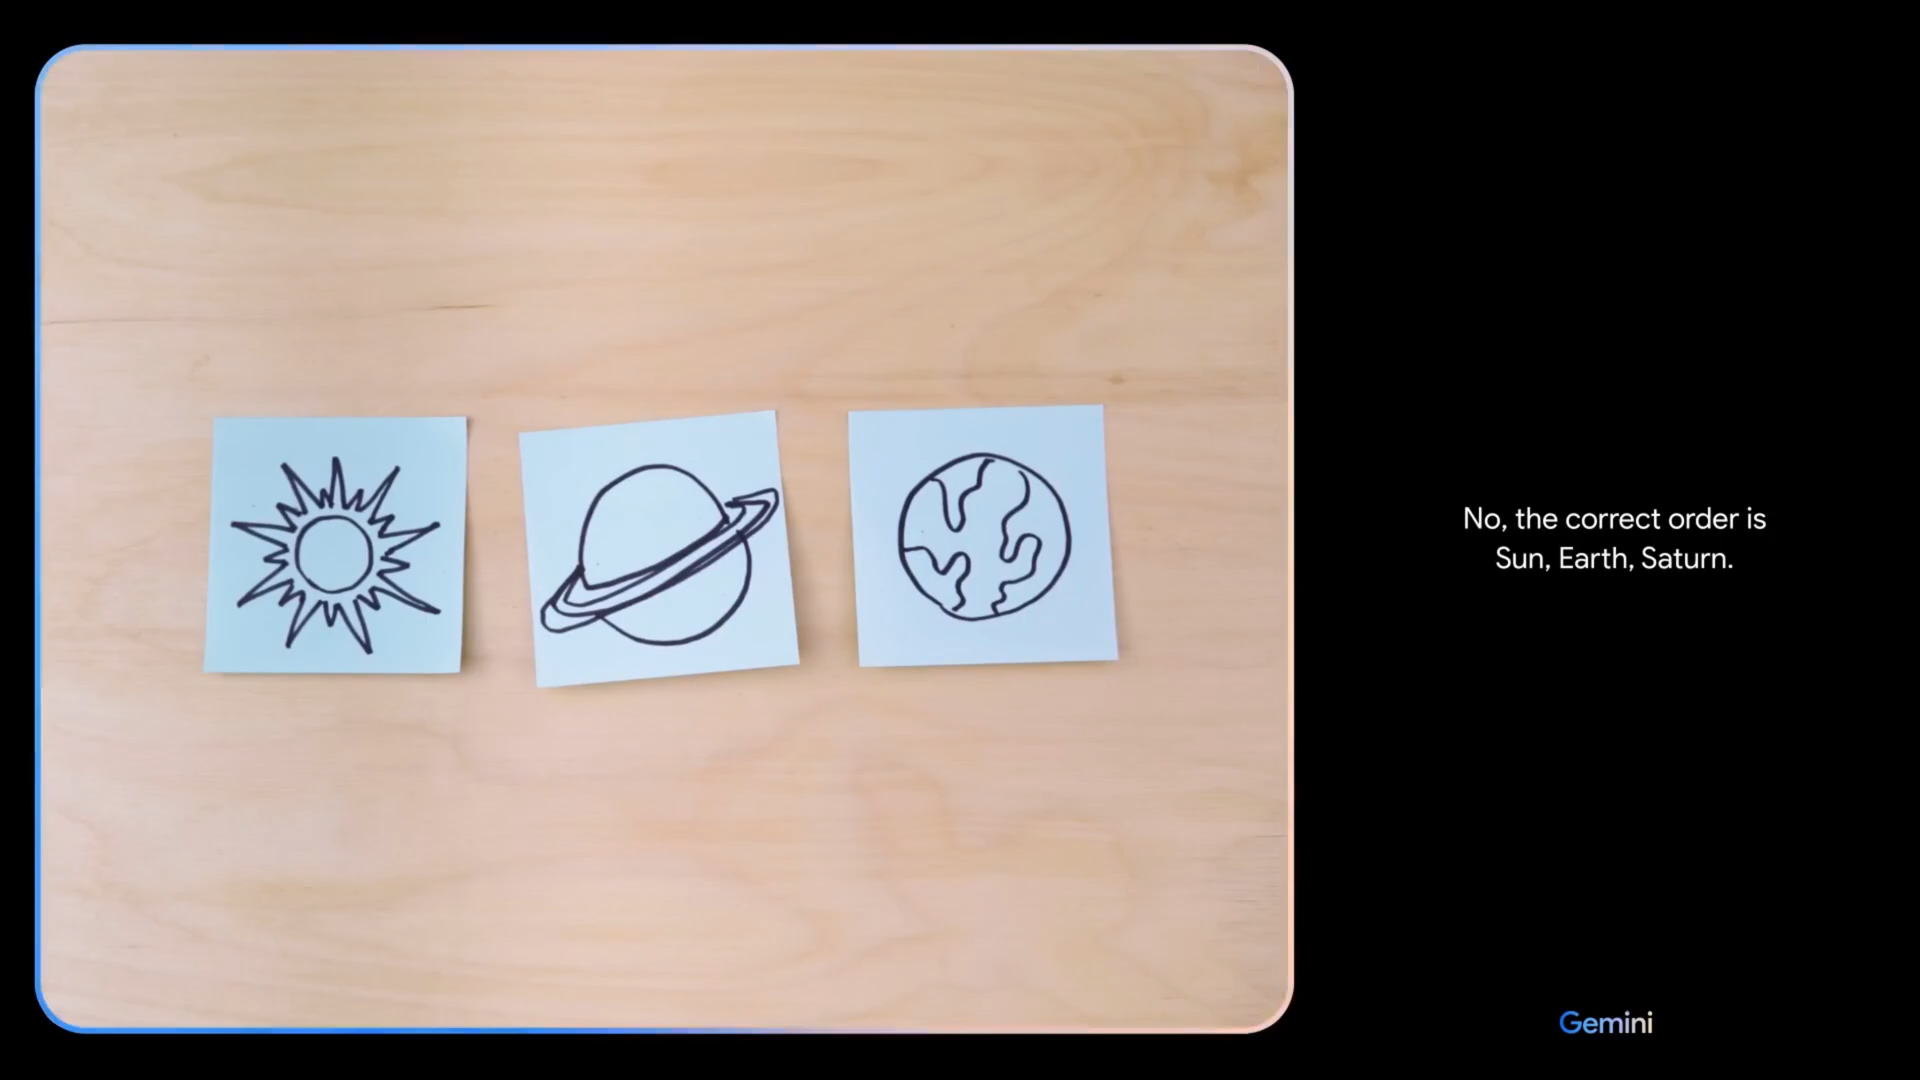 No, the correct order is
Sun, Earth, Saturn.
Gemini